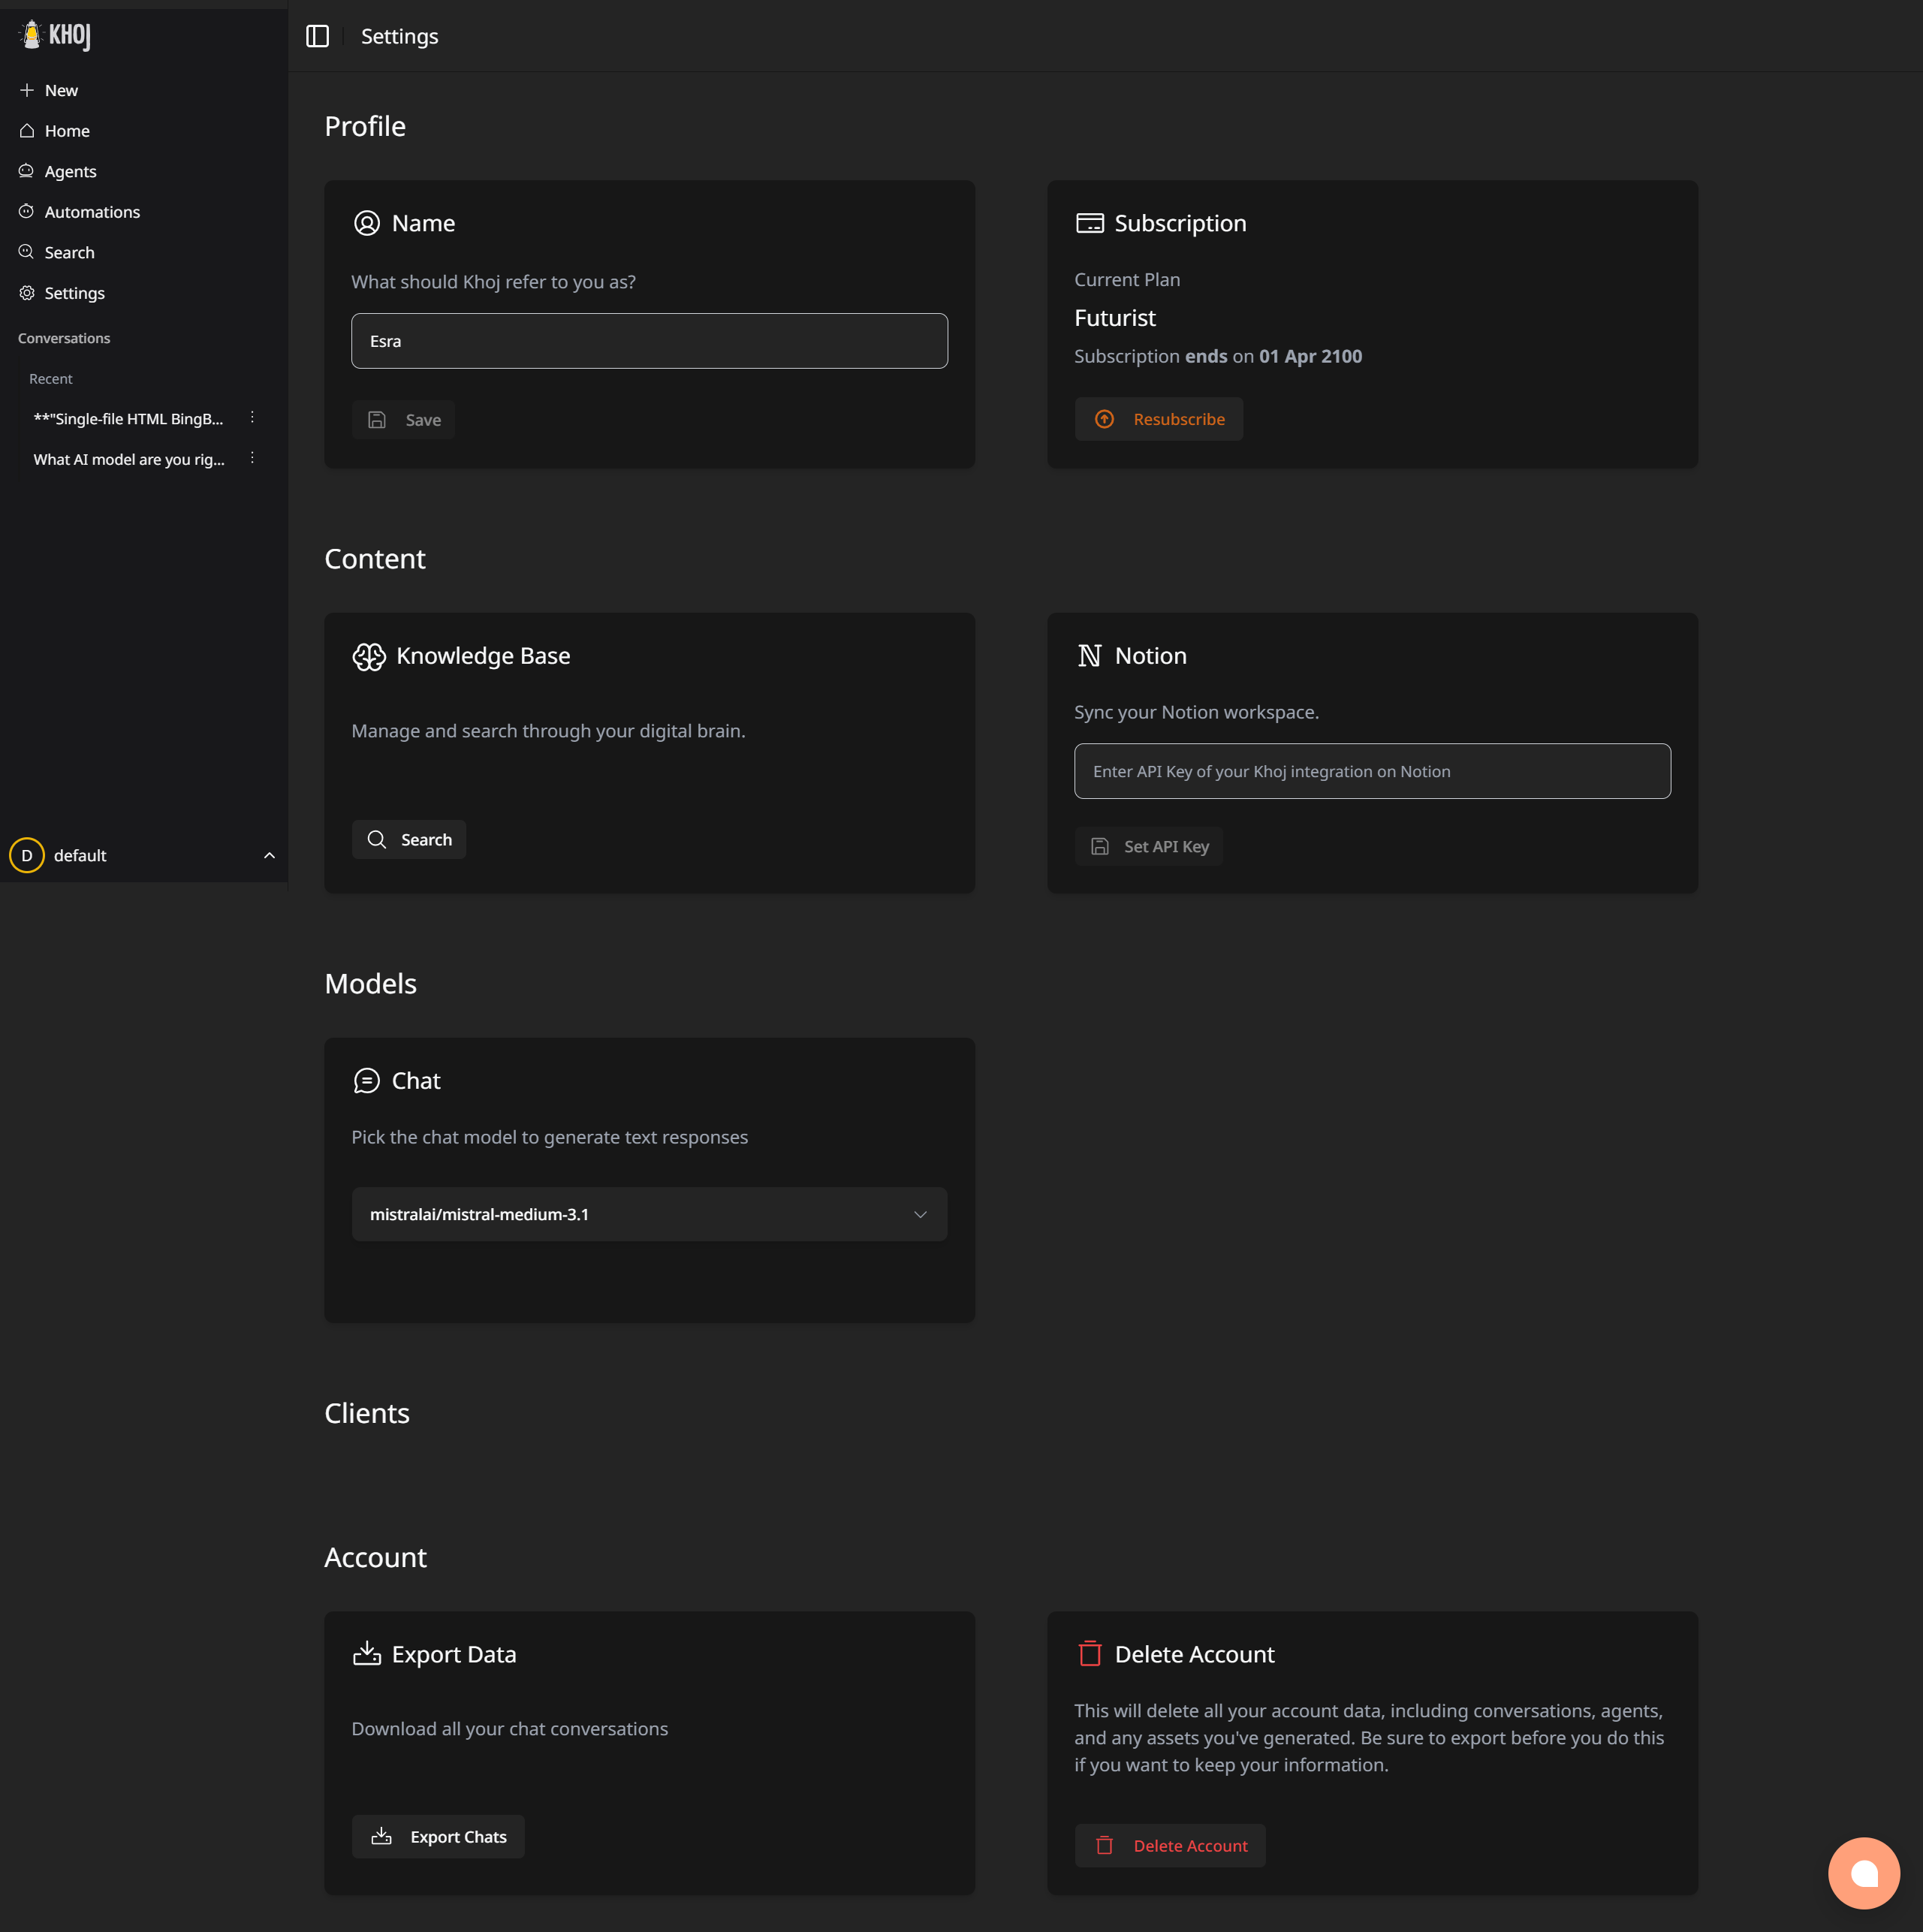 KHOJ
New
Home
Agents
Automations
Search
Settings
Conversations
Recent
**"Single-file HTML BingB...
What AI model are you rig...
D
default
Settings
Profile
Name
What should Khoj refer to you as?
Esra
Save
Subscription
Current Plan
Futurist
Subscription ends on 01 Apr 2100
Resubscribe
Content
Knowledge Base
Manage and search through your digital brain.
Search
Notion
Sync your Notion workspace.
Enter API Key of your Khoj integration on Notion
Set API Key
Models
Chat
Pick the chat model to generate text responses
mistralai/mistral-medium-3.1
Clients
Account
Export Data
Download all your chat conversations
Export Chats
Delete Account
This will delete all your account data, including conversations, agents,
and any assets you've generated. Be sure to export before you do this
if you want to keep your information.
Delete Account